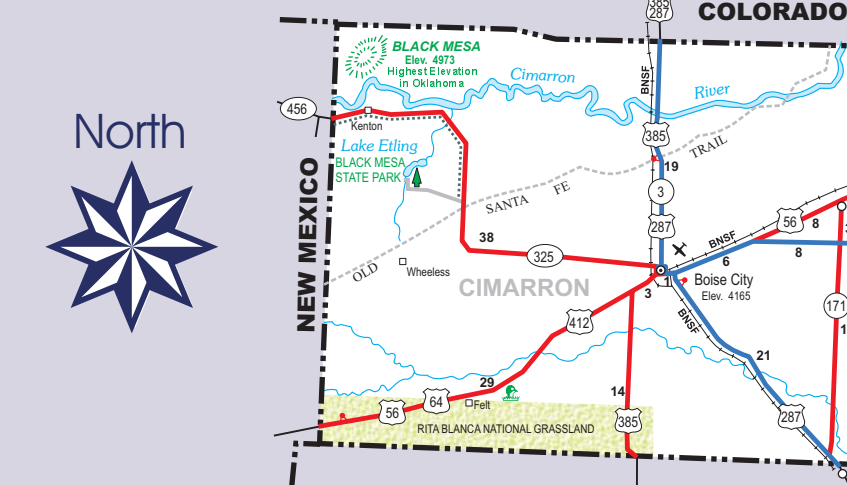 385
287
COLORADO
BLACK MESA
Elev. 4973
Highest Elevation
in Oklahoma
Cimarron
River
BNSF
456
Kenton
North
Lake Etling
BLACK MESA
STATE PARK
385
19
TRAIL
SANTA
FE
3
NEW MEXICO
OLD
287
38
325
Wheeless
BNSF
56
8
6
8
CIMARRON
1
3
Boise City
Elev. 4165
171
412
BNSF
21
29
14
64
56
Felt
385
287
RITA BLANCA NATIONAL GRASSLAND